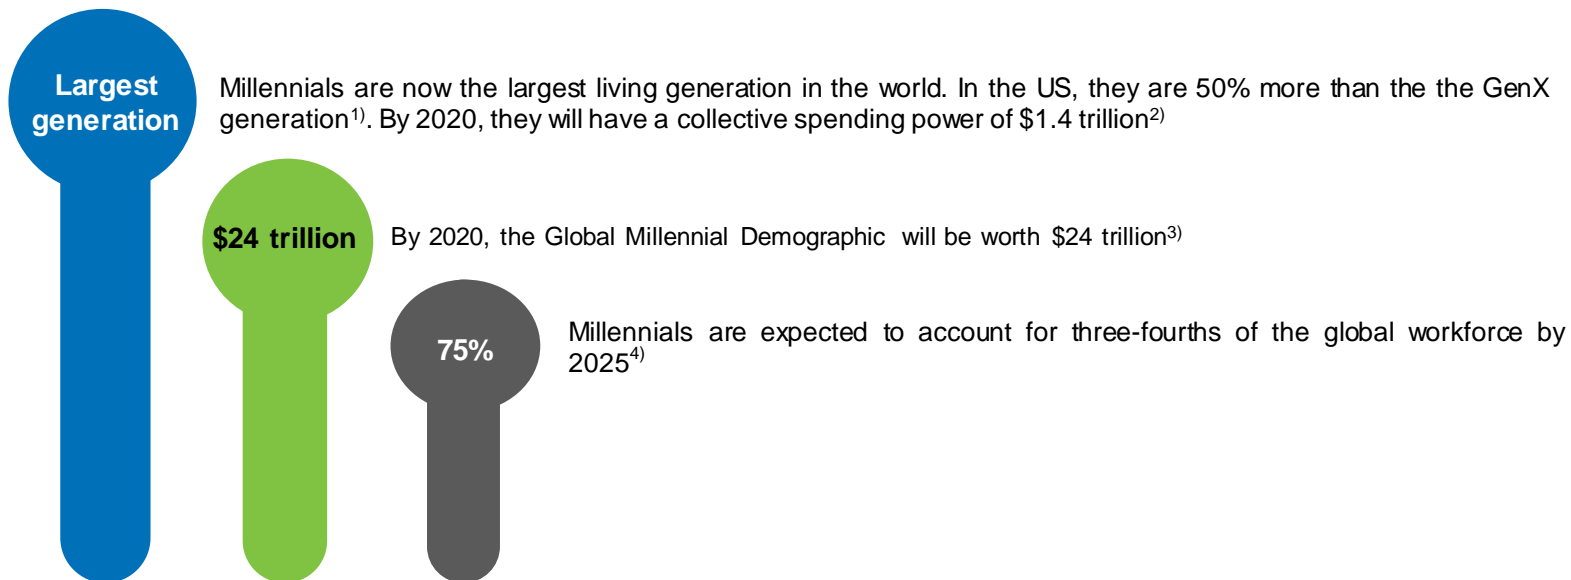 Largest
generation
Millennials are now the largest living generation in the world. In the US, they are 50% more than the the GenX
generation1). By 2020, they will have a collective spending power of $1.4 trillion2)
$24 trillion
By 2020, the Global Millennial Demographic will be worth $24 trillion3)
75%
Millennials are expected to account for three-fourths of the global workforce by
20254)